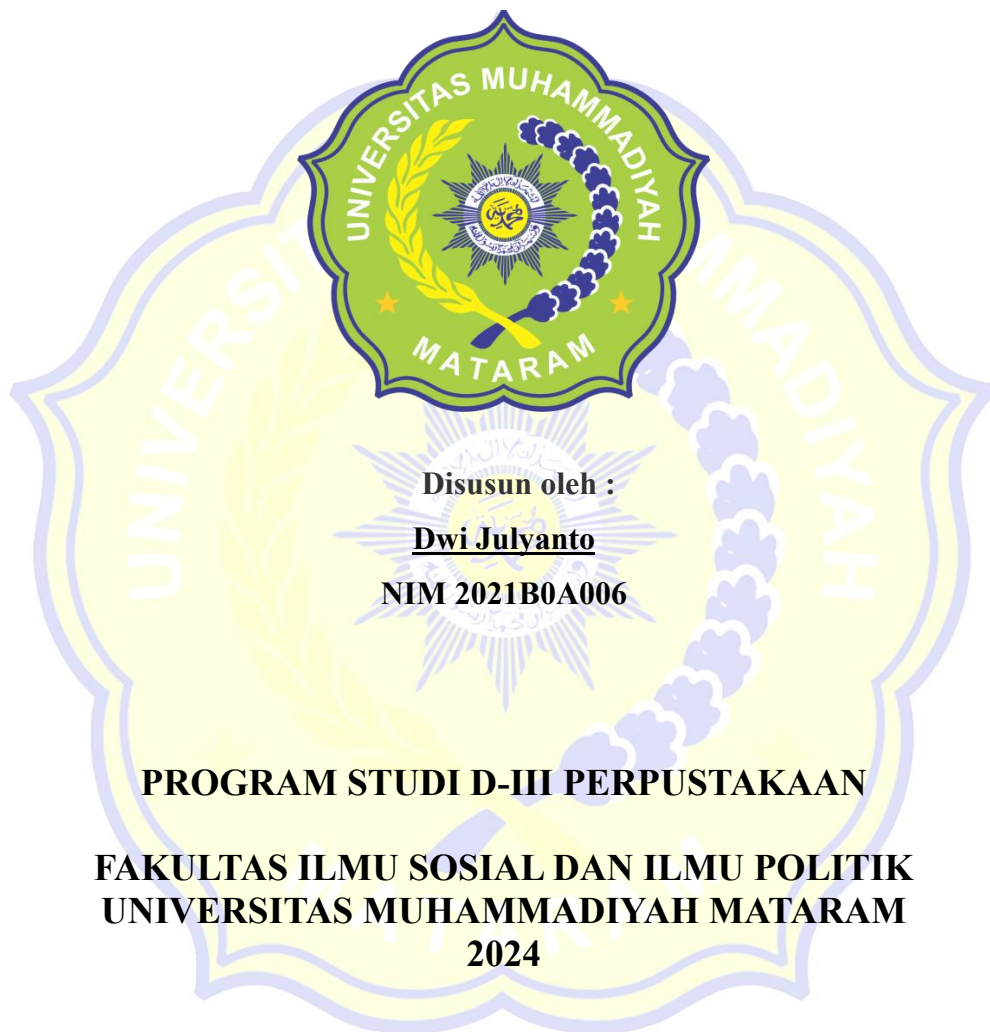 UNIVERSITAS MUHAMMADIYAH
MATARAM
Disusun oleh :
Dwi Julyanto
NIM 2021B0A006
PROGRAM STUDI D-III PERPUSTAKAAN
FAKULTAS ILMU SOSIAL DAN ILMU POLITIK
UNIVERSITAS MUHAMMADIYAH MATARAM
2024